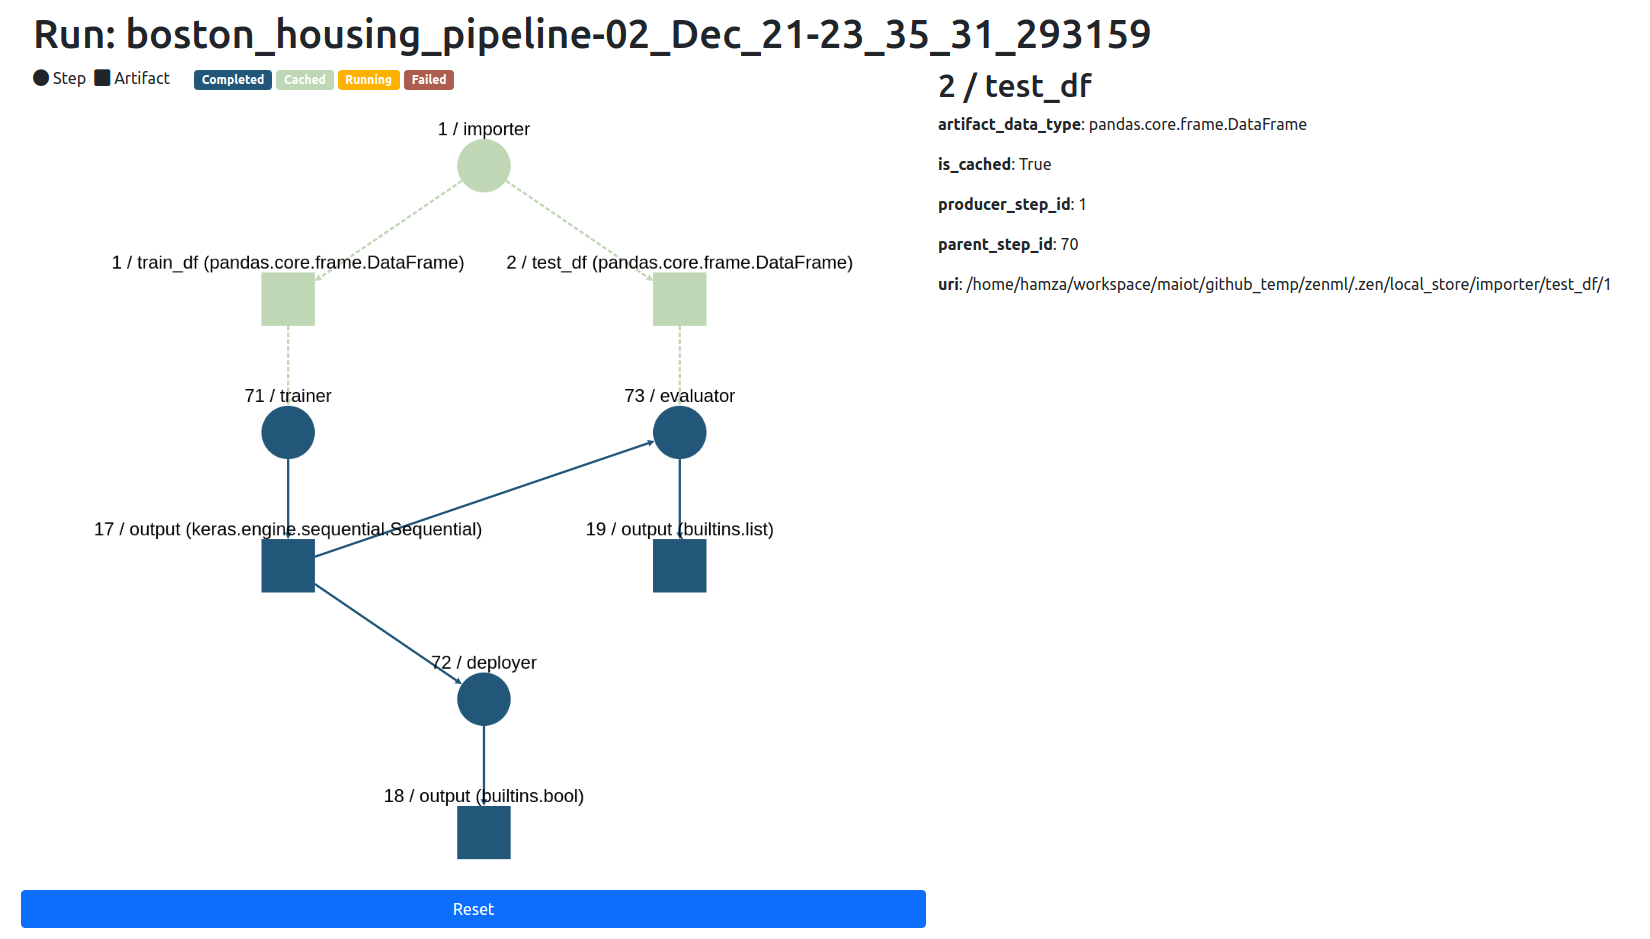 Run: boston_housing_pipeline-02_Dec_21-23_35_31_293159
Step Artifact Completed Cached Running Failed
1 / importer
1 / train_df (pandas.core.frame.DataFrame)
2 / test_df (pandas.core.frame.DataFrame)
71 / trainer
73 / evaluator
17 / output (keras.engine.sequential.Sequential)
19 / output (builtins.list)
72 / deployer
18 / output (builtins.bool)
Reset
2 / test_df
artifact_data_type: pandas.core.frame.DataFrame
is_cached: True
producer_step_id: 1
parent_step_id: 70
uri: /home/hamza/workspace/maiot/github_temp/zenml/.zen/local_store/importer/test_df/1